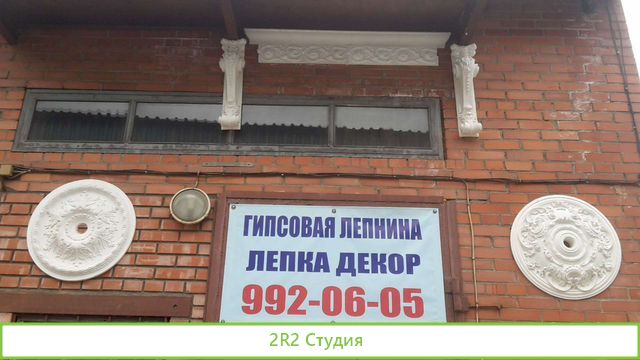 ГИПСОВАЯ ЛЕПНИНА
ЛЕПКА ДЕКОР
992-06-05
2R2 Студия